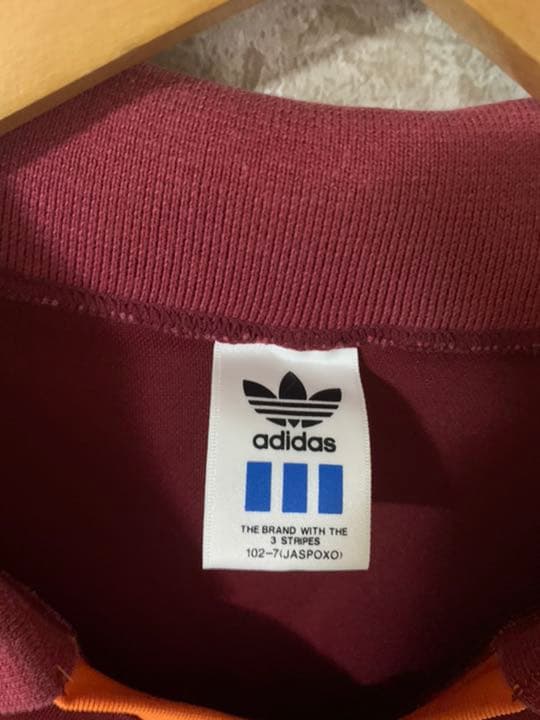 adidas
THE BRAND WITH THE
3 STRIPES
102-7(JASPOXO)